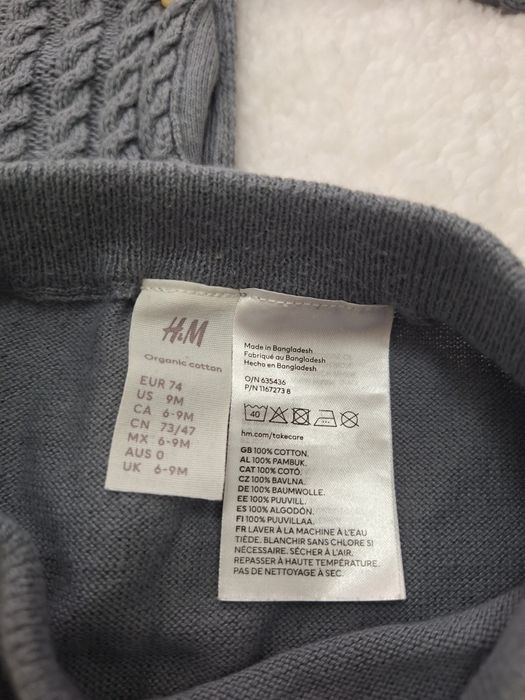 H&M
Organic cotton
EUR 74
US 9M
CA 6-9M
CN 73/47
MX 6-9M
AUS 0
UK 6-9M
Made in Bangladesh
Fabriqué au Bangladesh
Hecho en Bangladesh
O/N 635436
P/N 1167273 8
40
hm.com/takecare
GB 100% COTTON.
AL 100% PAMBUK.
CAT 100% COTÓ.
CZ 100% BAVLNA.
DE 100% BAUMWOLLE.
EE 100% PUUVILL.
ES 100% ALGODÓN.
FI 100% PUUVILLAA.
FR LAVER À LA MACHINE À L'EAU
TIÈDE. BLANCHIR SANS CHLORE SI
NÉCESSAIRE. SÉCHER À L'AIR.
REPASSER À HAUTE TEMPÉRATURE.
PAS DE NETTOYAGE À SEC.